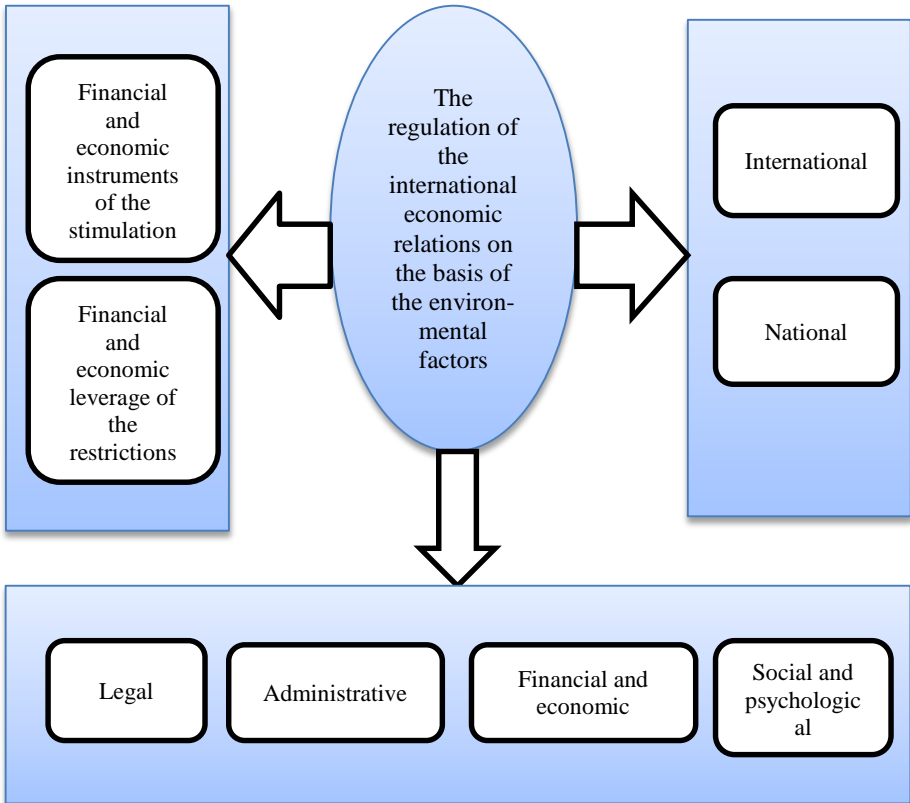 Financial
and
economic
instruments
of the
stimulation
Financial
and
economic
leverage of
the
restrictions
The
regulation of
the
international
economic
relations on
the basis of
the environ-
mental
factors
International
National
Legal
Administrative
Financial and
economic
Social and
psychologic
al